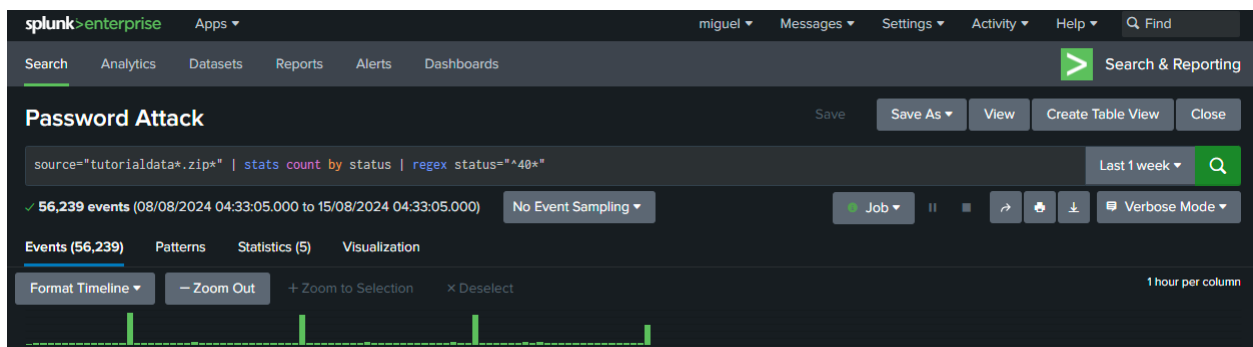 splunk>enterprise Apps ▾ miguel ▾ Messages ▾ Settings ▾ Activity ▾ Help ▾ Find
Search Analytics Datasets Reports Alerts Dashboards > Search & Reporting
Password Attack Save Save As ▾ View Create Table View Close
source="tutorialdata*.zip*" | stats count by status | regex status="^40*" Last 1 week ▾
✓ 56,239 events (08/08/2024 04:33:05.000 to 15/08/2024 04:33:05.000) No Event Sampling ▾ Job ▾ Verbose Mode ▾
Events (56,239) Patterns Statistics (5) Visualization
Format Timeline ▾ — Zoom Out + Zoom to Selection × Deselect 1 hour per column